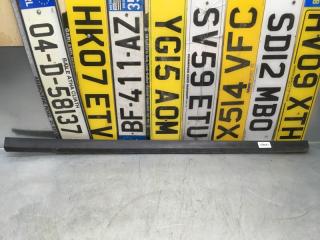 04-D-58137
HK07 ETV
BF-411-AZ
YG15 AOM
SV59 ETU
X514 VFC
SD12 MBO
HV09 XTH